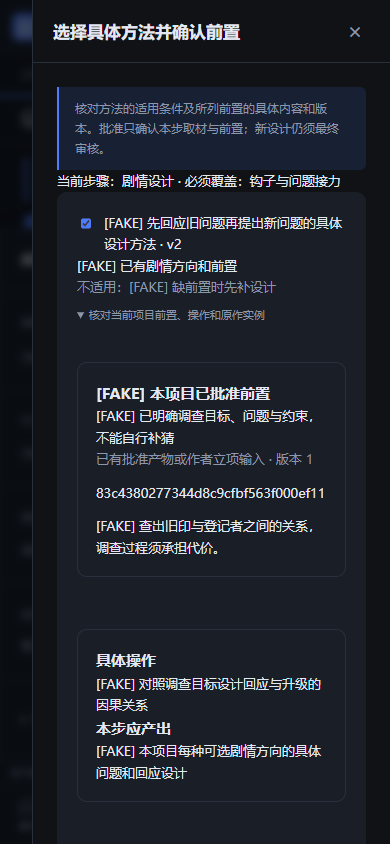 选择具体方法并确认前置
×
核对方法的适用条件及所列前置的具体内容和版
本。批准只确认本步取材与前置；新设计仍须最终
审核。
当前步骤：剧情设计 · 必须覆盖：钩子与问题接力
[FAKE] 先回应旧问题再提出新问题的具体
设计方法 · v2
[FAKE] 已有剧情方向和前置
不适用：[FAKE] 缺前置时先补设计
▼ 核对当前项目前置、操作和原作实例
[FAKE] 本项目已批准前置
[FAKE] 已明确调查目标、问题与约束，
不能自行补猜
已有批准产物或作者立项输入 · 版本 1
83c4380277344d8c9cfbf563f000ef11
[FAKE] 查出旧印与登记者之间的关系，
调查过程须承担代价。
具体操作
[FAKE] 对照调查目标设计回应与升级的
因果关系
本步应产出
[FAKE] 本项目每种可选剧情方向的具体
问题和回应设计